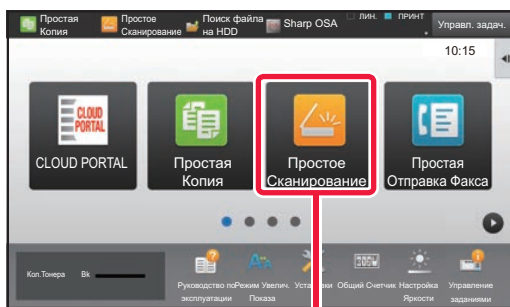 Простая Копия
Простое Сканирование
Поиск файла на HDD
Sharp OSA
ЛИН.
ПРИНТ
Управл. задач.
10:15
CLOUD PORTAL
CLOUD PORTAL
Простая Копия
Простое Сканирование
Простая Отправка Факса
Кол.Тонера Bk
Руководство по эксплуатации
Режим Увелич. Показа
Установки
Общий Счетчик
Настройка Яркости
Управление заданиями